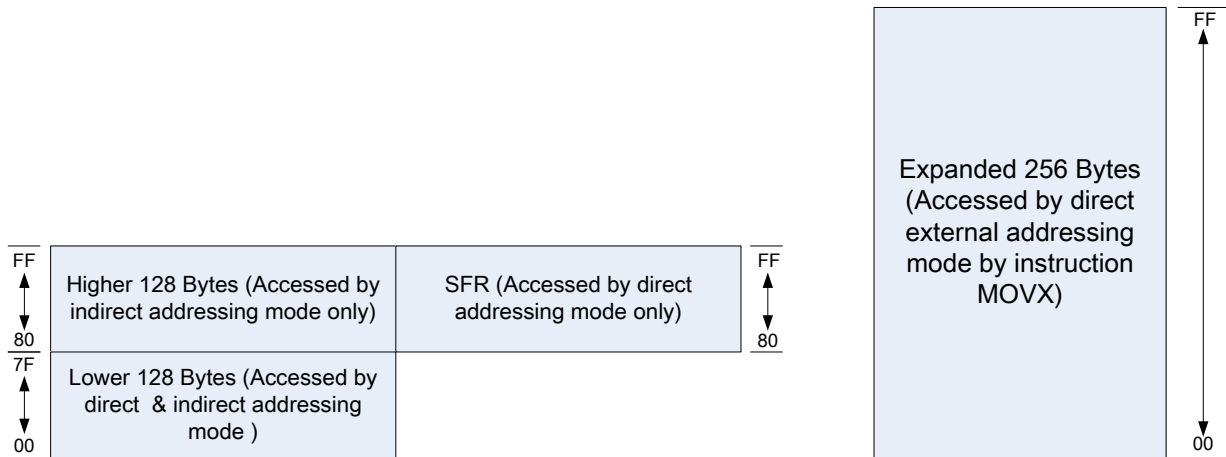 FF
80
7F
00
Higher 128 Bytes (Accessed by
indirect addressing mode only)
SFR (Accessed by direct
addressing mode only)
FF
80
Lower 128 Bytes (Accessed by
direct & indirect addressing
mode )
Expanded 256 Bytes
(Accessed by direct
external addressing
mode by instruction
MOVX)
FF
00